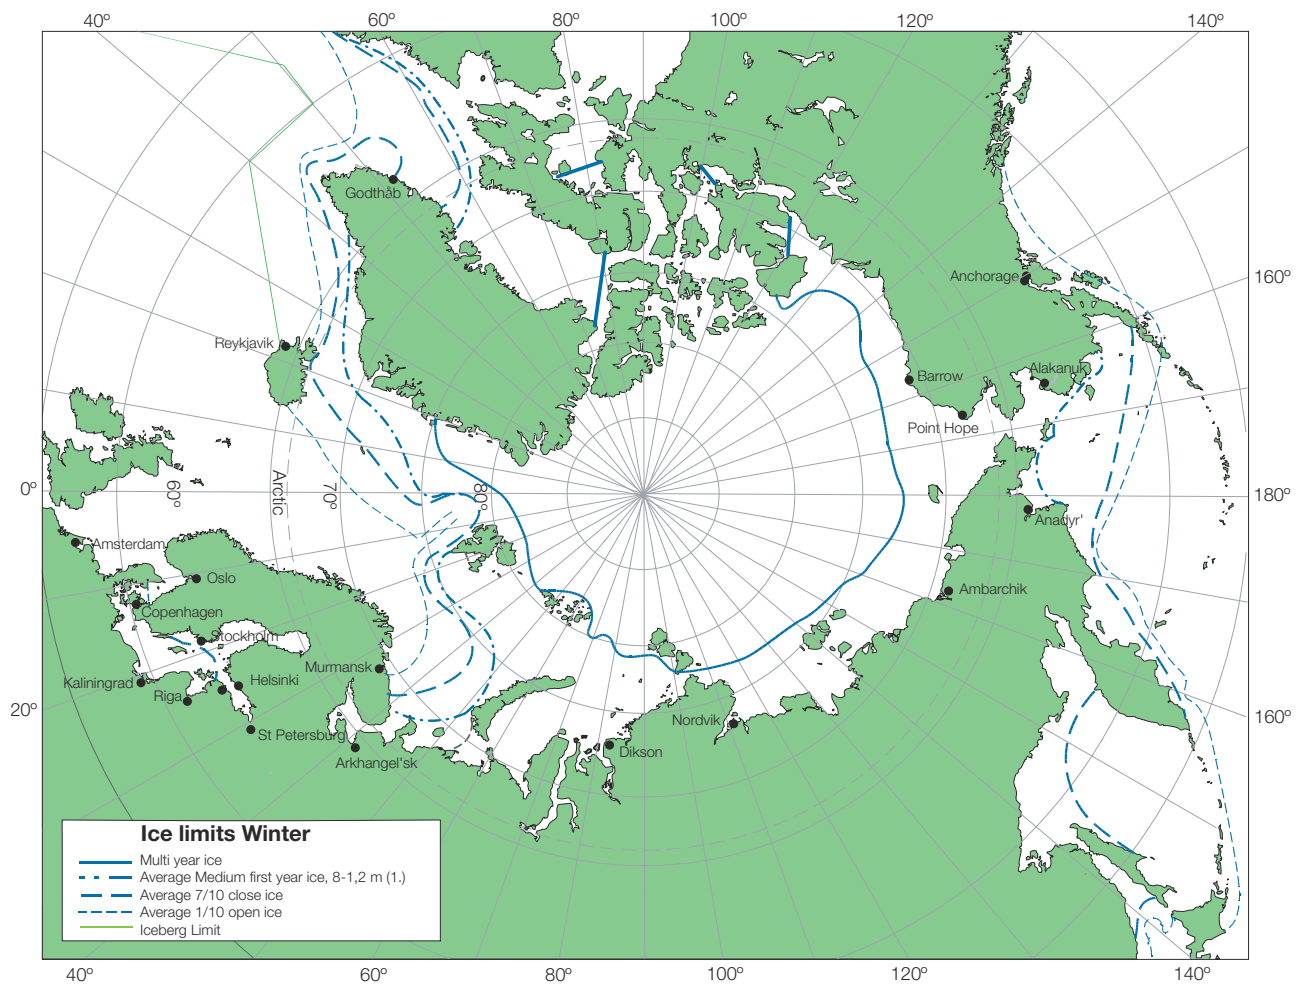 40º 60º 80º 100º 120º 140º
Godthåb
Anchorage
160º
Reykjavik
Barrow
Alakanuk
Point Hope
0º
60º
Arctic
70º
80º
180º
Anadyr'
Amsterdam
Oslo
Ambarchik
Copenhagen
Stockholm
Murmansk
Helsinki
Kaliningrad
Riga
20º
160º
Nordvik
St Petersburg
Dikson
Arkhangel'sk
Ice limits Winter
Multi year ice
Average Medium first year ice, 8-1,2 m (1.)
Average 7/10 close ice
Average 1/10 open ice
Iceberg Limit
40º 60º 80º 100º 120º 140º